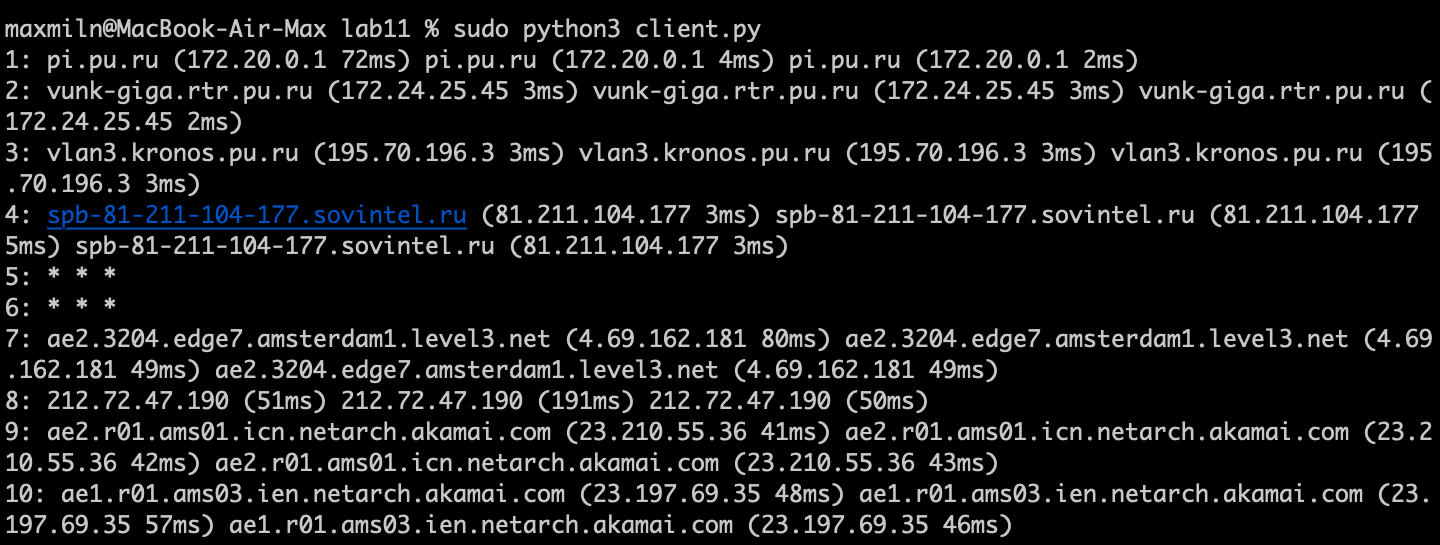 maxmiln@MacBook-Air-Max lab11 % sudo python3 client.py
1: pi.pu.ru (172.20.0.1 72ms) pi.pu.ru (172.20.0.1 4ms) pi.pu.ru (172.20.0.1 2ms)
2: vunk-giga.rtr.pu.ru (172.24.25.45 3ms) vunk-giga.rtr.pu.ru (172.24.25.45 3ms) vunk-giga.rtr.pu.ru (
172.24.25.45 2ms)
3: vlan3.kronos.pu.ru (195.70.196.3 3ms) vlan3.kronos.pu.ru (195.70.196.3 3ms) vlan3.kronos.pu.ru (195
.70.196.3 3ms)
4: spb-81-211-104-177.sovintel.ru (81.211.104.177 3ms) spb-81-211-104-177.sovintel.ru (81.211.104.177
5ms) spb-81-211-104-177.sovintel.ru (81.211.104.177 3ms)
5: * * *
6: * * *
7: ae2.3204.edge7.amsterdam1.level3.net (4.69.162.181 80ms) ae2.3204.edge7.amsterdam1.level3.net (4.69
.162.181 49ms) ae2.3204.edge7.amsterdam1.level3.net (4.69.162.181 49ms)
8: 212.72.47.190 (51ms) 212.72.47.190 (191ms) 212.72.47.190 (50ms)
9: ae2.r01.ams01.icn.netarch.akamai.com (23.210.55.36 41ms) ae2.r01.ams01.icn.netarch.akamai.com (23.2
10.55.36 42ms) ae2.r01.ams01.icn.netarch.akamai.com (23.210.55.36 43ms)
10: ae1.r01.ams03.ien.netarch.akamai.com (23.197.69.35 48ms) ae1.r01.ams03.ien.netarch.akamai.com (23.
197.69.35 57ms) ae1.r01.ams03.ien.netarch.akamai.com (23.197.69.35 46ms)